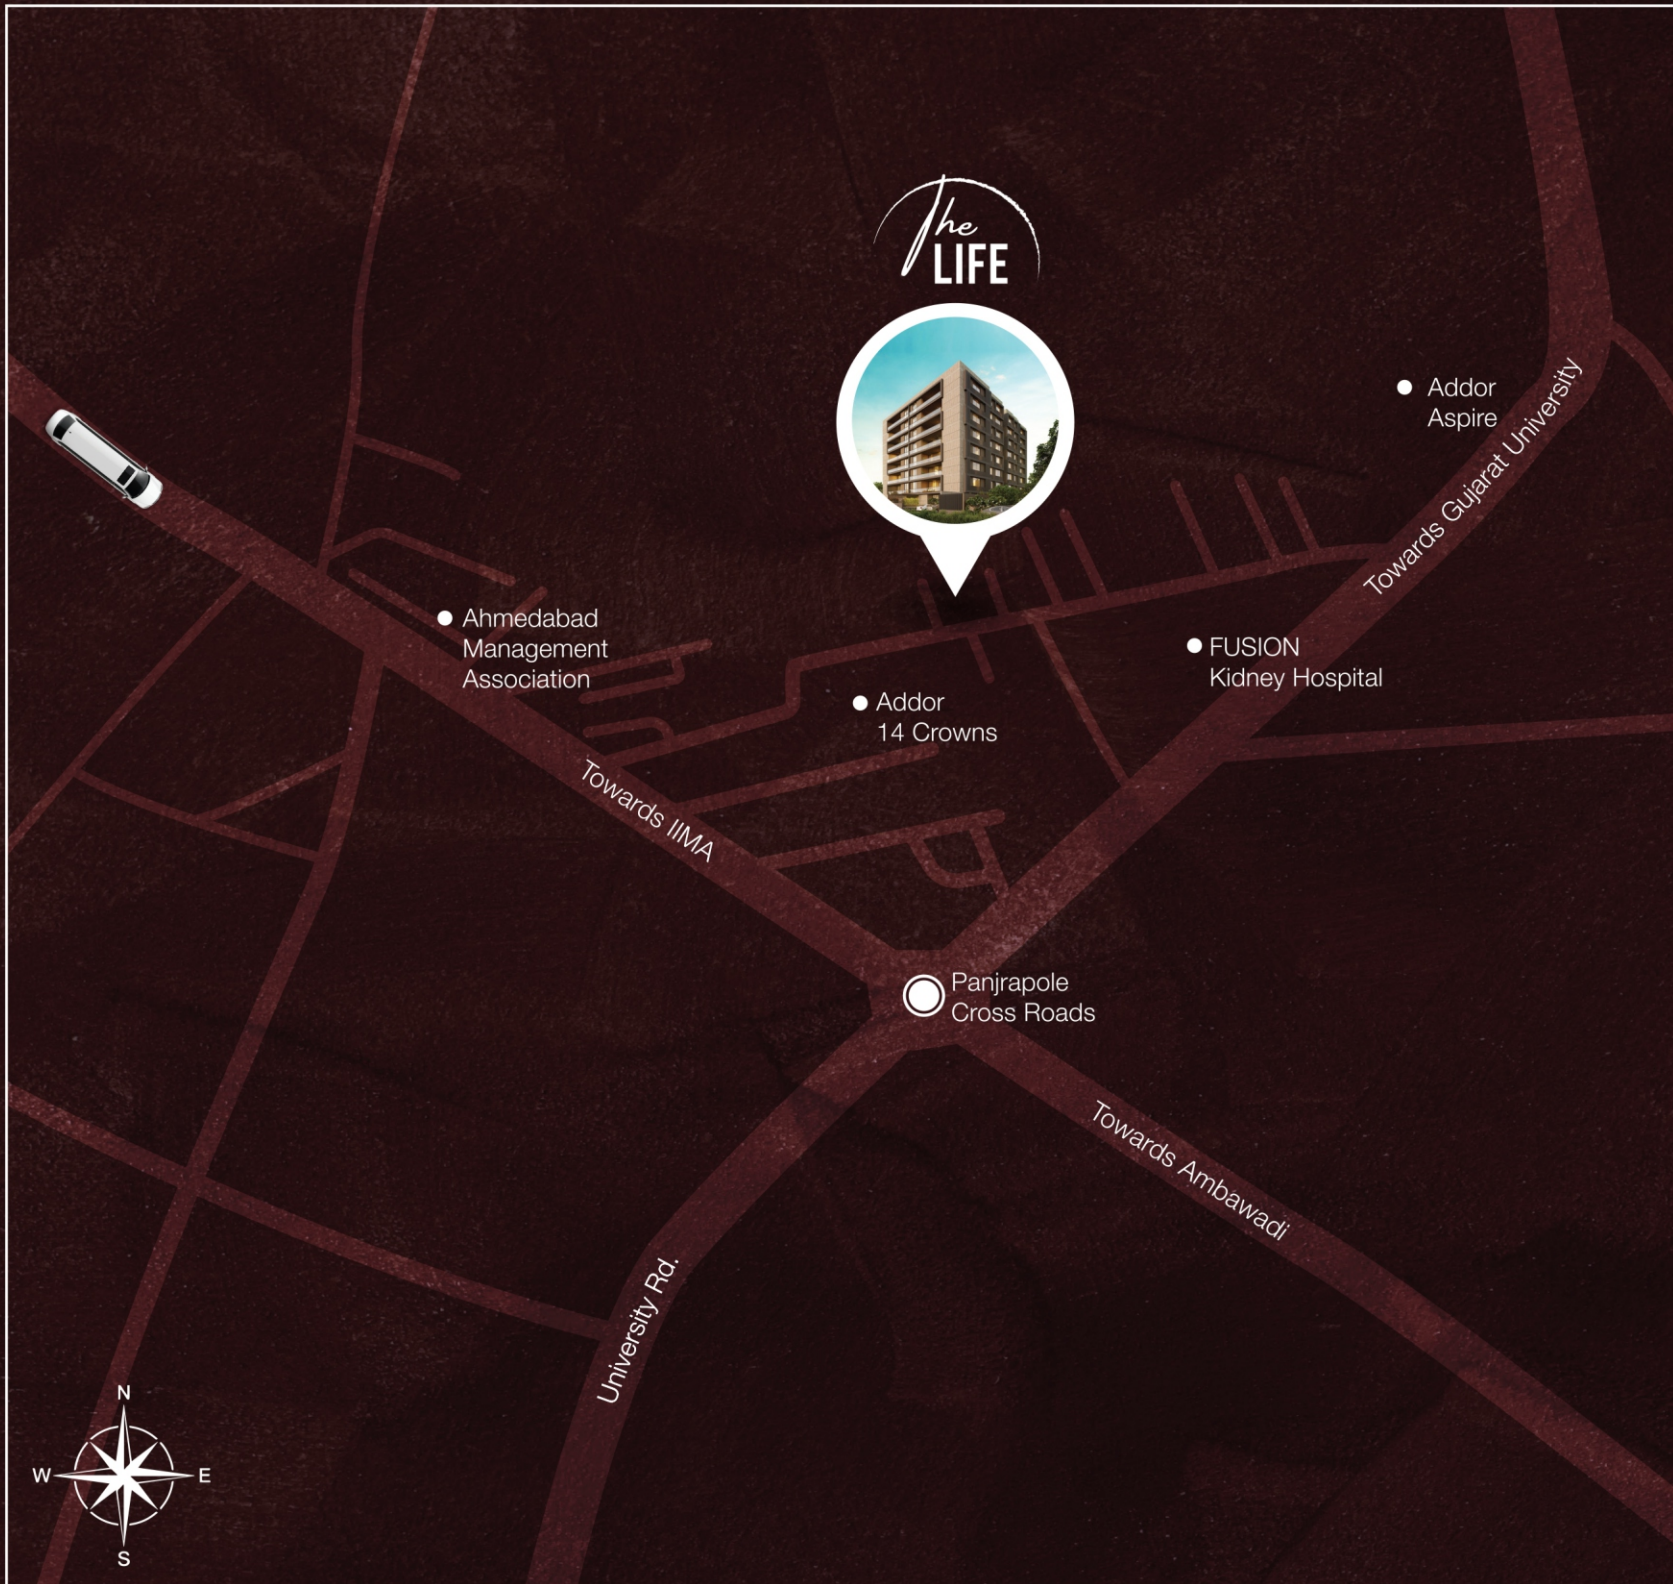 The
LIFE
Addor
Aspire
Towards Gujarat University
Ahmedabad
Management
Association
FUSION
Kidney Hospital
Addor
14 Crowns
Towards IIMA
Panjrapole
Cross Roads
Towards Ambawadi
University Rd.
N
W
E
S